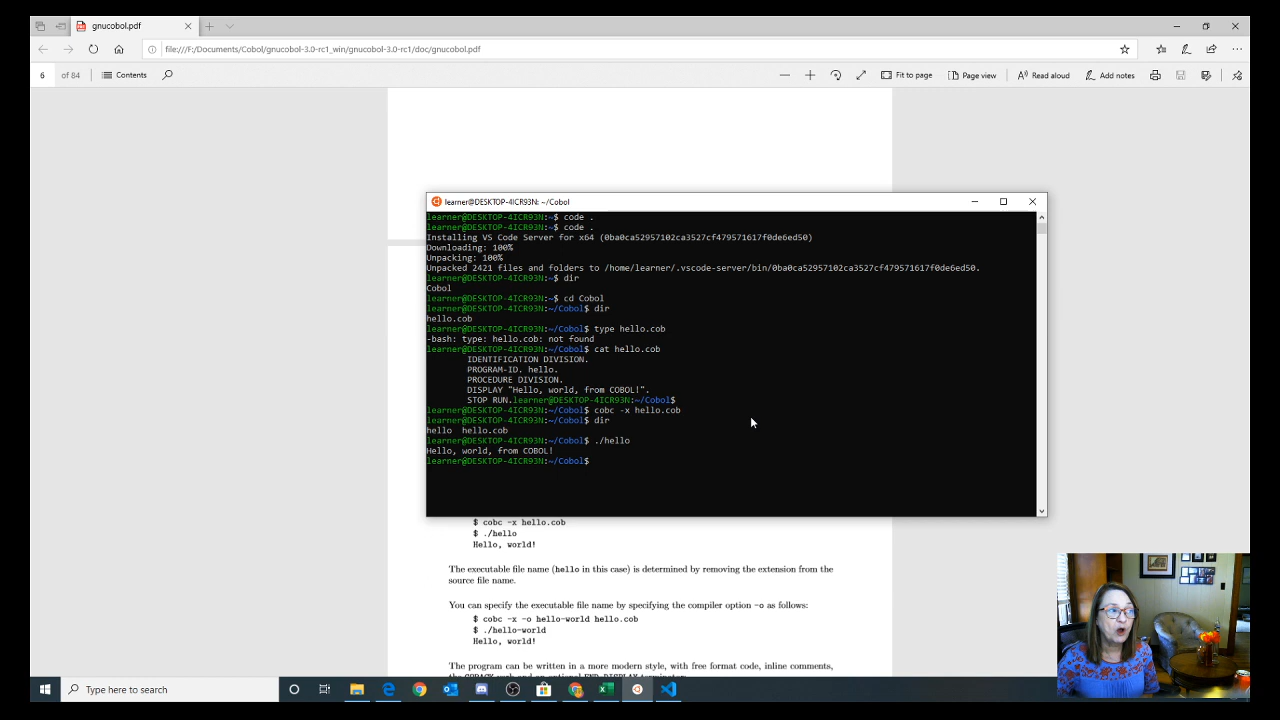 gnucobol.pdf
file:///F:/Documents/Cobol/gnucobol-3.0-rc1_win/gnucobol-3.0-rc1/doc/gnucobol.pdf
6 of 84 Contents Fit to page Page view Read aloud Add notes
learner@DESKTOP-4ICR93N: ~/Cobol
learner@DESKTOP-4ICR93N:~$ code .
learner@DESKTOP-4ICR93N:~$ code .
Installing VS Code Server for x64 (0ba0ca52957102ca3527cf479571617f0de6ed50)
Downloading: 100%
Unpacking: 100%
Unpacked 2421 files and folders to /home/learner/.vscode-server/bin/0ba0ca52957102ca3527cf479571617f0de6ed50.
learner@DESKTOP-4ICR93N:~$ dir
Cobol
learner@DESKTOP-4ICR93N:~$ cd Cobol
learner@DESKTOP-4ICR93N:~/Cobol$ dir
hello.cob
learner@DESKTOP-4ICR93N:~/Cobol$ type hello.cob
-bash: type: hello.cob: not found
learner@DESKTOP-4ICR93N:~/Cobol$ cat hello.cob
IDENTIFICATION DIVISION.
PROGRAM-ID. hello.
PROCEDURE DIVISION.
DISPLAY "Hello, world, from COBOL!".
STOP RUN.learner@DESKTOP-4ICR93N:~/Cobol$
learner@DESKTOP-4ICR93N:~/Cobol$ cobc -x hello.cob
learner@DESKTOP-4ICR93N:~/Cobol$ dir
hello hello.cob
learner@DESKTOP-4ICR93N:~/Cobol$ ./hello
Hello, world, from COBOL!
learner@DESKTOP-4ICR93N:~/Cobol$
$ cobc -x hello.cob
$ ./hello
Hello, world!
The executable file name (hello in this case) is determined by removing the extension from the
source file name.
You can specify the executable file name by specifying the compiler option -o as follows:
$ cobc -x -o hello-world hello.cob
$ ./hello-world
Hello, world!
The program can be written in a more modern style, with free format code, inline comments,
the GOBACK verb and an optional END-DISPLAY terminator:
Type here to search